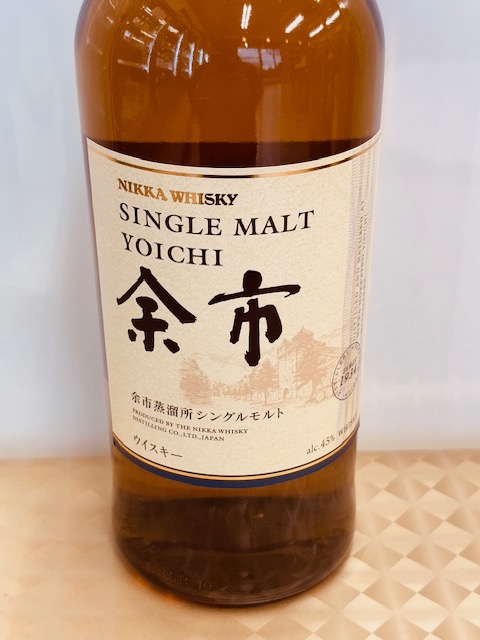 NIKKA WHISKY
SINGLE MALT
YOICHI
余市
1934
余市蒸溜所シングルモルト
PRODUCED BY THE NIKKA WHISKY
DISTILLING CO.,LTD.,JAPAN
ウイスキー
alc.45%